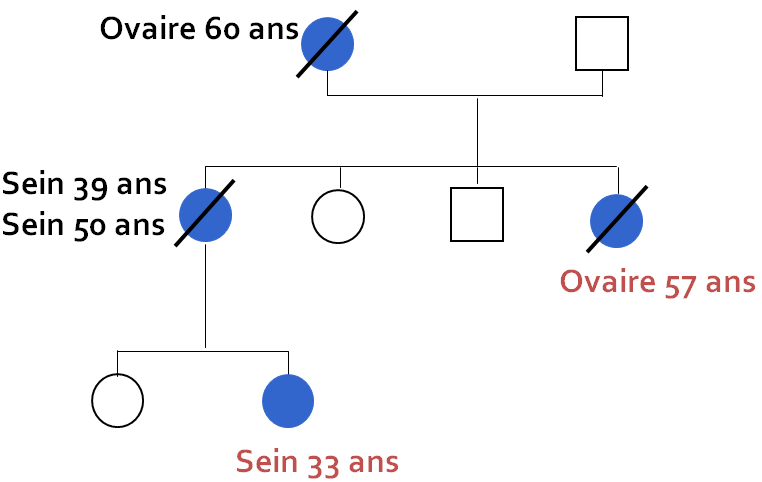 Ovaire 60 ans
Sein 39 ans
Sein 50 ans
Ovaire 57 ans
Sein 33 ans